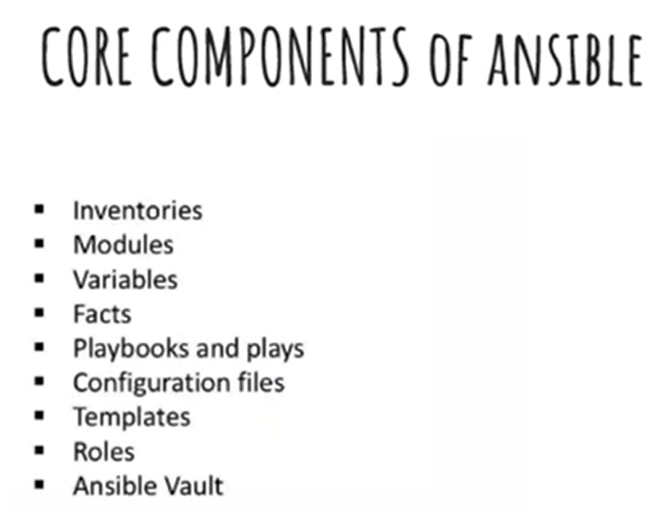 CORE COMPONENTS OF ANSIBLE
▪ Inventories
▪ Modules
▪ Variables
▪ Facts
▪ Playbooks and plays
▪ Configuration files
▪ Templates
▪ Roles
▪ Ansible Vault